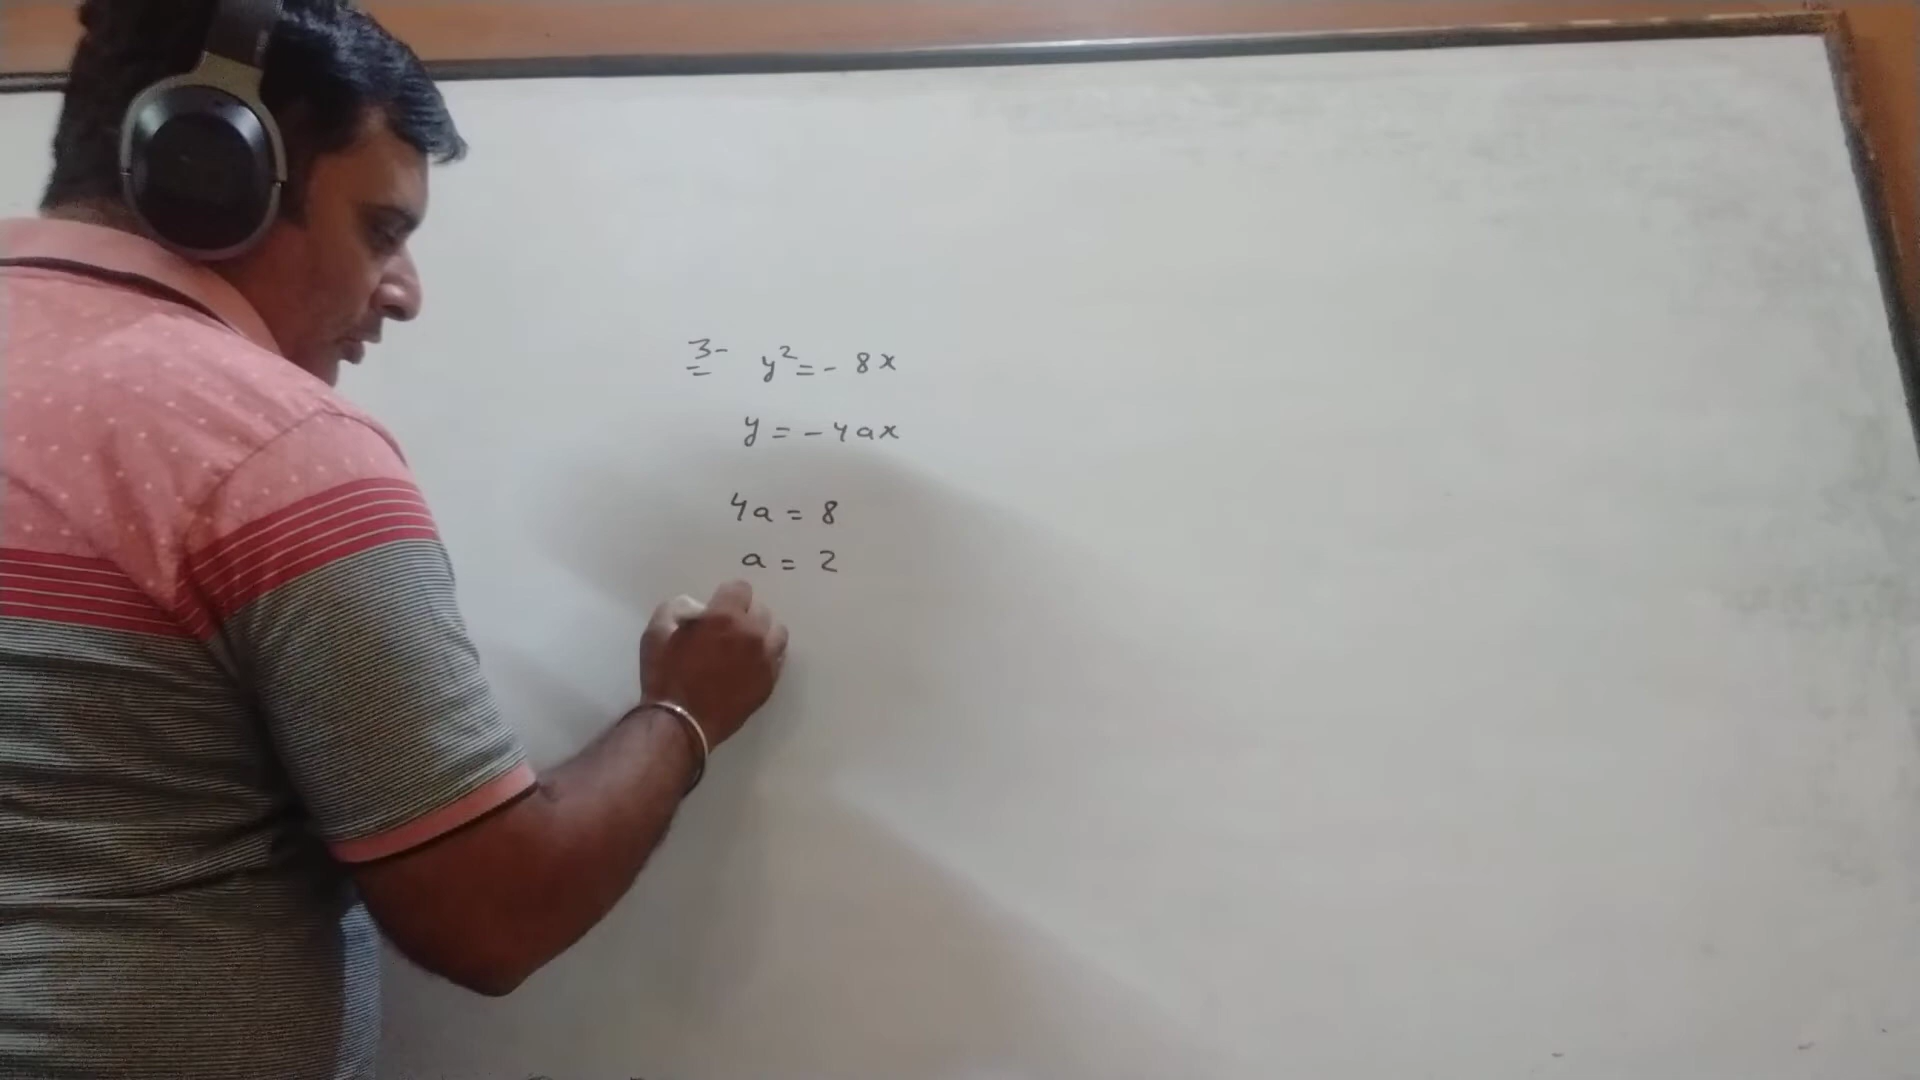 3- y² = - 8x
y = - 4ax
4a = 8
a = 2